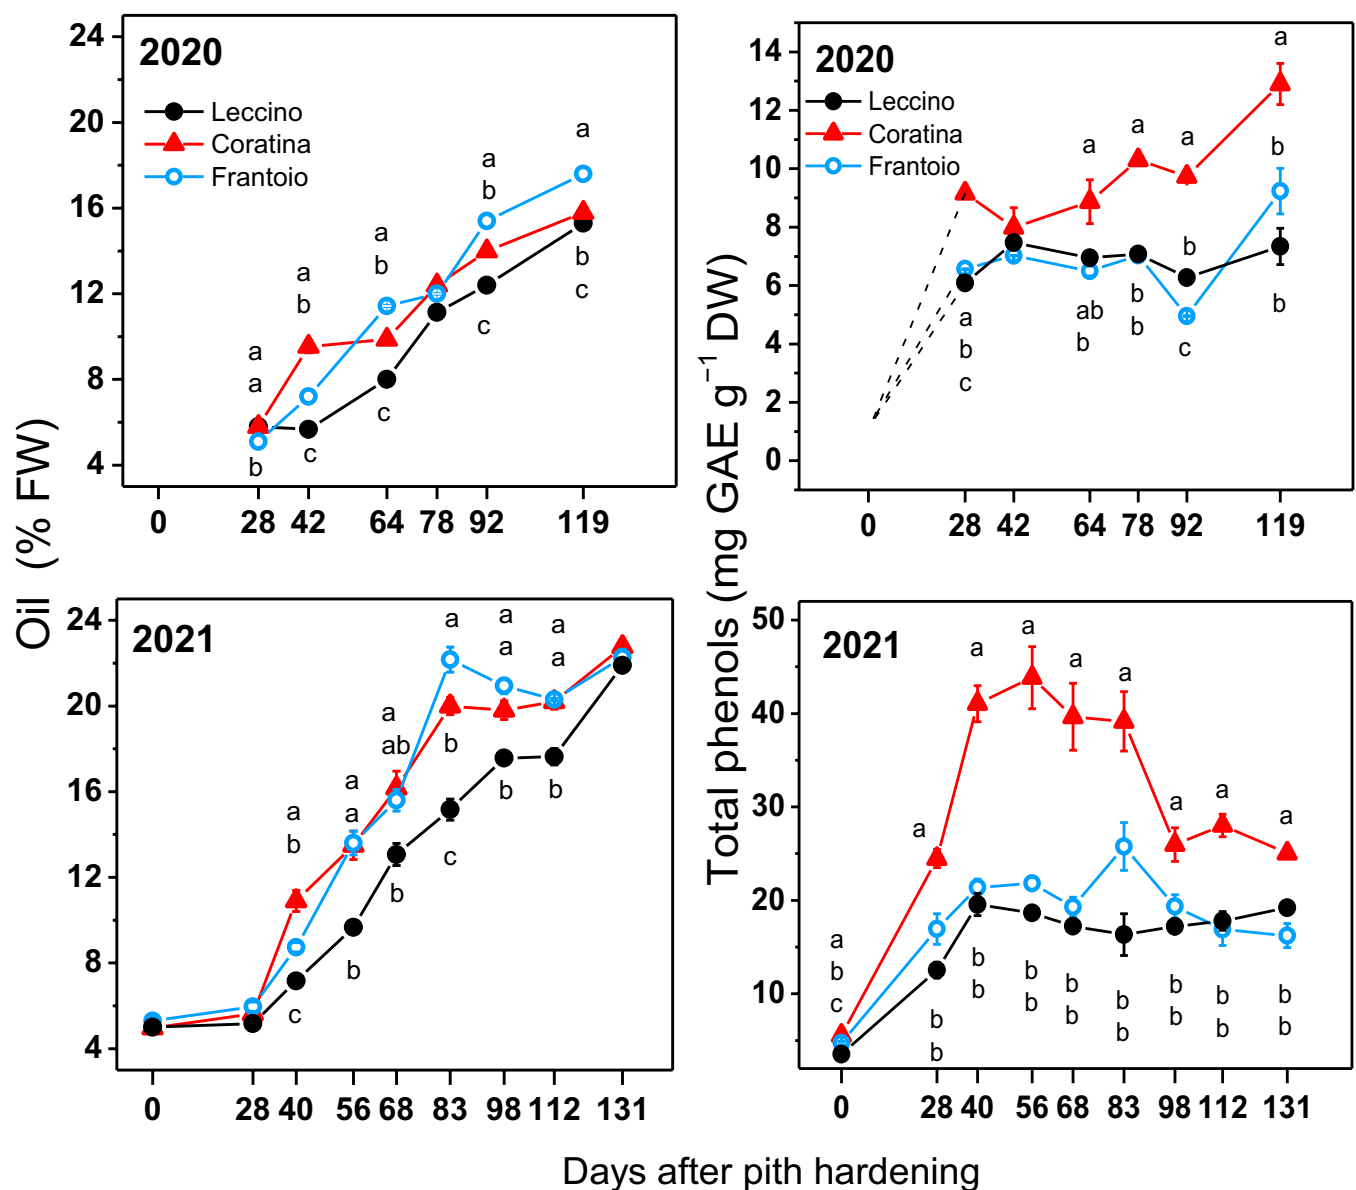 Oil (% FW)
2020
Leccino
Coratina
Frantoio
24
20
16
12
8
4
a
a
b
a
b
c
a
b
c
a
b
c
a
b
c
0 28 42 64 78 92 119
Total phenols (mg GAE g⁻¹ DW)
2020
Leccino
Coratina
Frantoio
14
12
10
8
6
4
2
0
a
b
c
a
ab
b
a
b
b
a
b
c
a
b
b
0 28 42 64 78 92 119
2021
24
20
16
12
8
4
a
b
c
a
a
b
a
ab
b
a
b
c
a
a
b
a
a
b
0 28 40 56 68 83 98 112 131
2021
50
40
30
20
10
a
b
c
a
b
b
a
b
b
a
b
b
a
b
b
a
b
b
a
b
b
a
b
b
a
b
b
0 28 40 56 68 83 98 112 131
Days after pith hardening